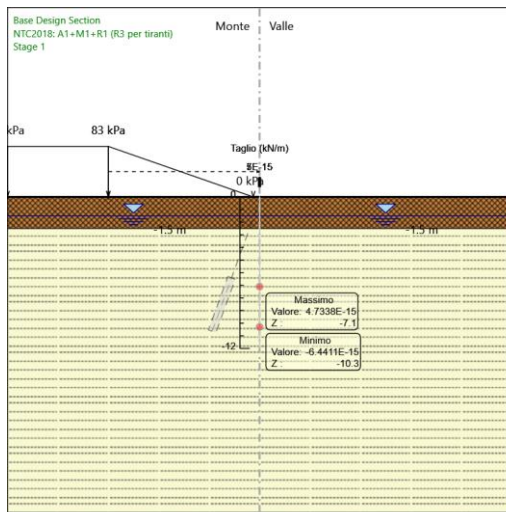 Base Design Section
NTC2018: A1+M1+R1 (R3 per tiranti)
Stage 1
Monte
Valle
kPa
83 kPa
Taglio (kN/m)
E-15
0 kPa
0
-1.5 m
-1.5 m
Massimo
Valore: 4.7338E-15
Z : -7.1
Minimo
Valore: -6.4411E-15
Z : -10.3
-12